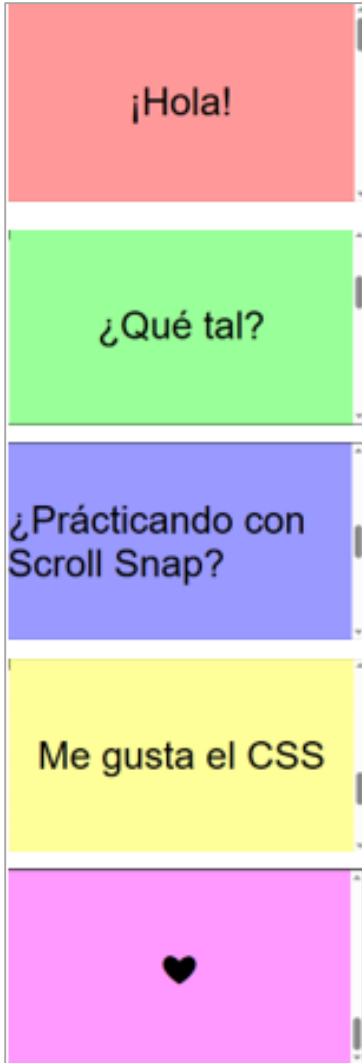 ¡Hola!
¿Qué tal?
¿Prácticando con
Scroll Snap?
Me gusta el CSS
♥